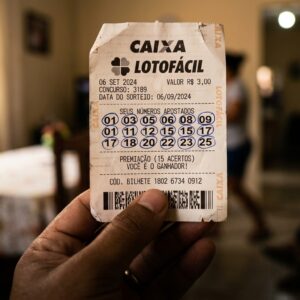 CAIXA
LOTOFÁCIL
06 SET 2024 VALOR R$ 3,00
CONCURSO: 3189
DATA DO SORTEIO: 06/09/2024
SEUS NÚMEROS APOSTADOS
01 03 05 06 08 09
01 11 12 13 14 15
17 18 20 22 23 25
PREMIAÇÃO (15 ACERTOS)
VOCÊ É O GANHADOR!
CÓD. BILHETE 1802 6734 0912